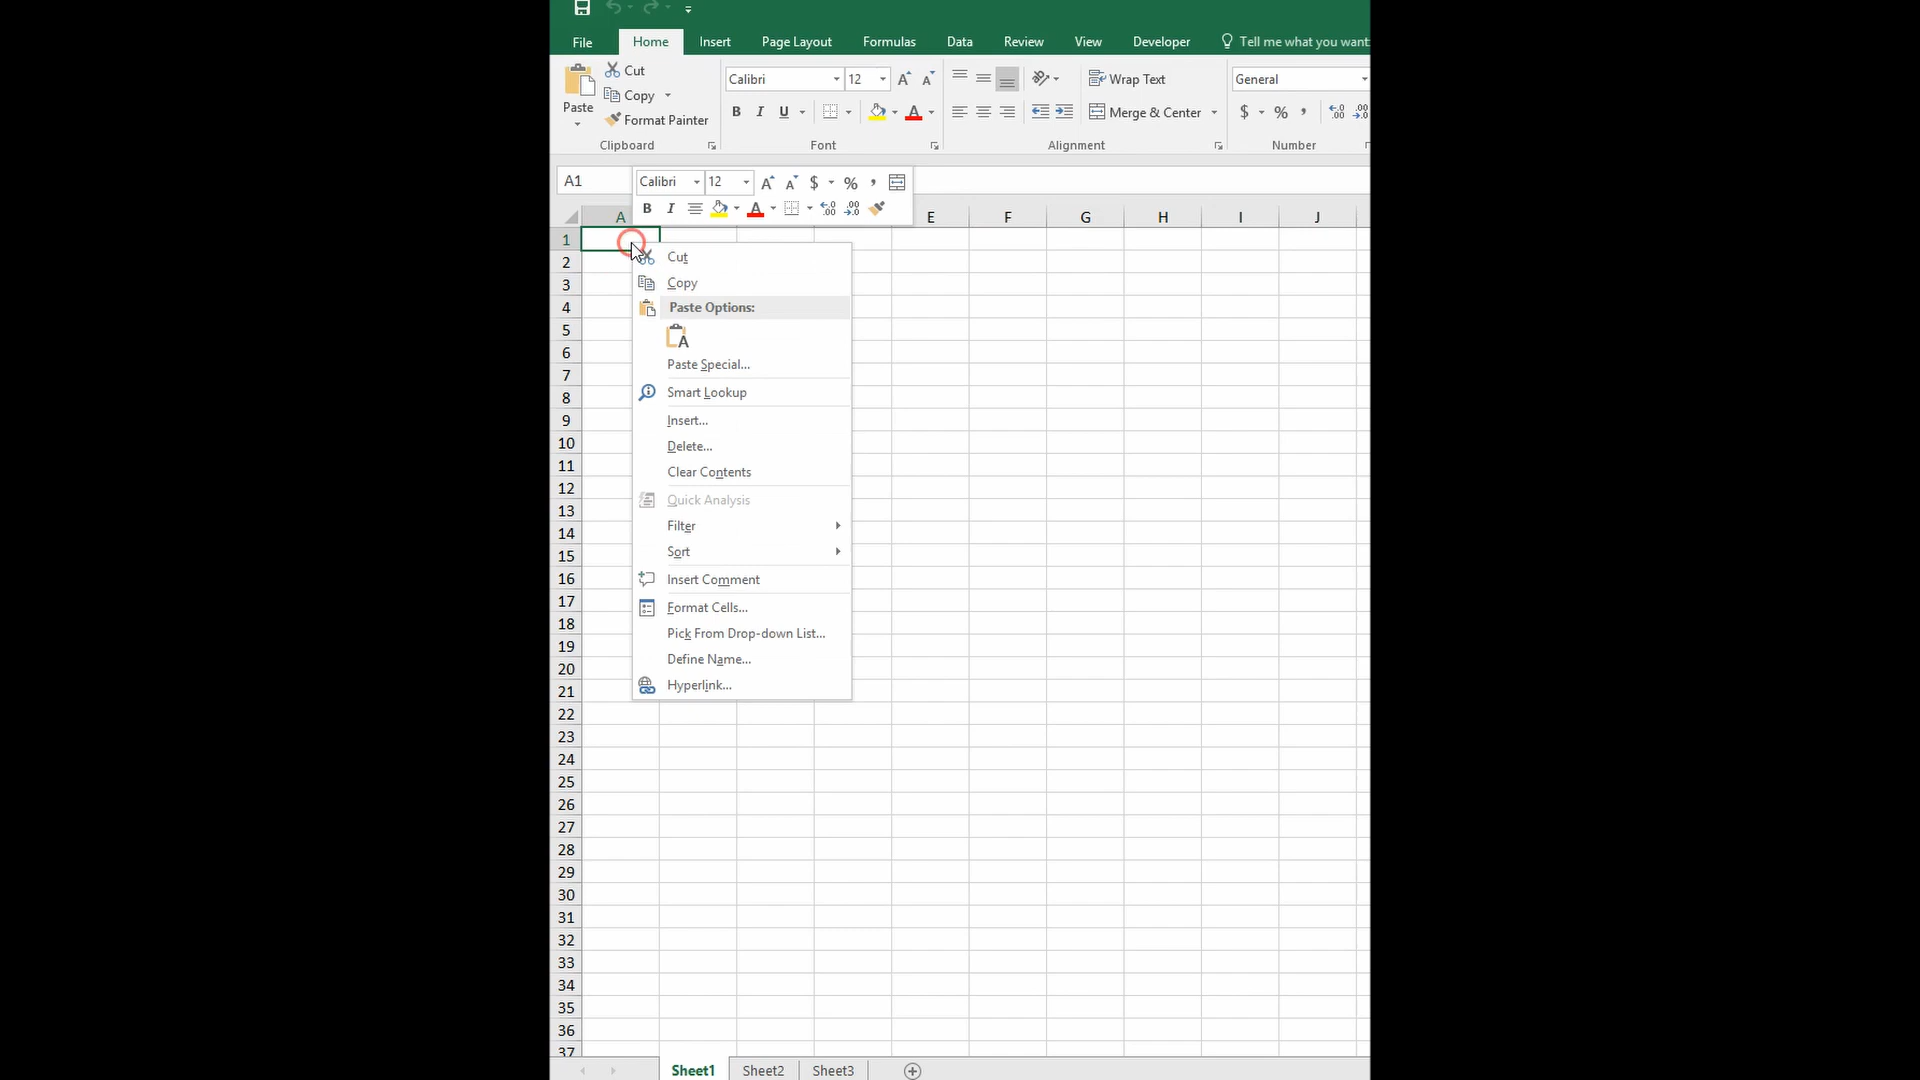 File Home Insert Page Layout Formulas Data Review View Developer Tell me what you want
Paste
Cut
Copy
Format Painter
Clipboard
Calibri 12
B I U A
Font
Wrap Text
Merge & Center
Alignment
General
$ % ,
Number
A1
Calibri 12 A A $ % ,
B I A
A E F G H I J
1
2
3
4
5
6
7
8
9
10
11
12
13
14
15
16
17
18
19
20
21
22
23
24
25
26
27
28
29
30
31
32
33
34
35
36
37
Cut
Copy
Paste Options:
A
Paste Special...
Smart Lookup
Insert...
Delete...
Clear Contents
Quick Analysis
Filter
Sort
Insert Comment
Format Cells...
Pick From Drop-down List...
Define Name...
Hyperlink...
Sheet1 Sheet2 Sheet3